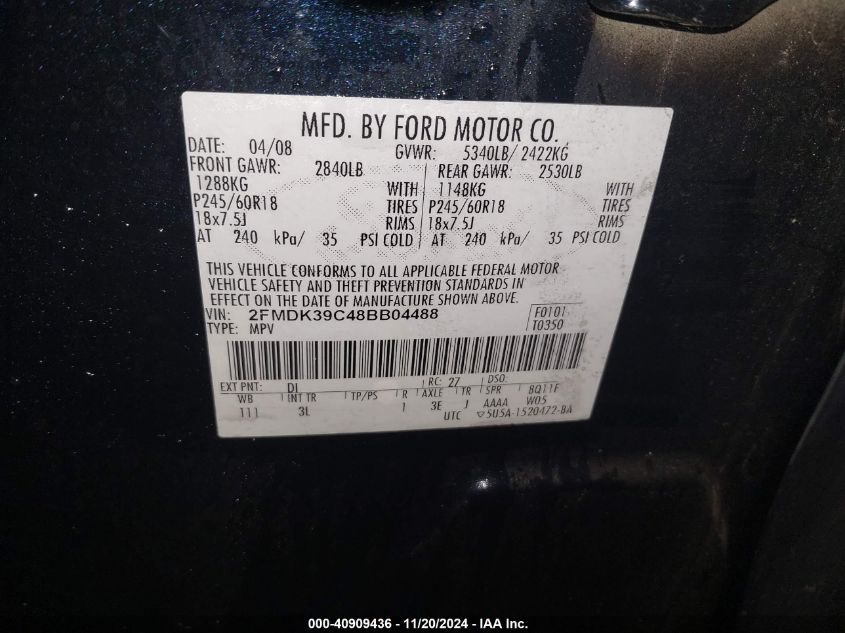 MFD. BY FORD MOTOR CO.
DATE: 04/08 GVWR: 5340LB/ 2422KG
FRONT GAWR: 2840LB REAR GAWR: 2530LB
1288KG WITH 1148KG WITH
P245/60R18 TIRES P245/60R18 TIRES
18x7.5J RIMS 18x7.5J RIMS
AT 240 kPa/ 35 PSI COLD AT 240 kPa/ 35 PSI COLD
THIS VEHICLE CONFORMS TO ALL APPLICABLE FEDERAL MOTOR
VEHICLE SAFETY AND THEFT PREVENTION STANDARDS IN
EFFECT ON THE DATE OF MANUFACTURE SHOWN ABOVE.
VIN: 2FMDK39C48BB04488 F0101
TYPE: MPV T0350
EXT PNT: DI RC: 27 DSO: 8Q11F
WB INT TR TP/PS R AXLE TR SPR W05
111 3L 1 3E J AAAA
UTC 5U5A-1520472-BA
000-40909436 - 11/20/2024 - IAA Inc.